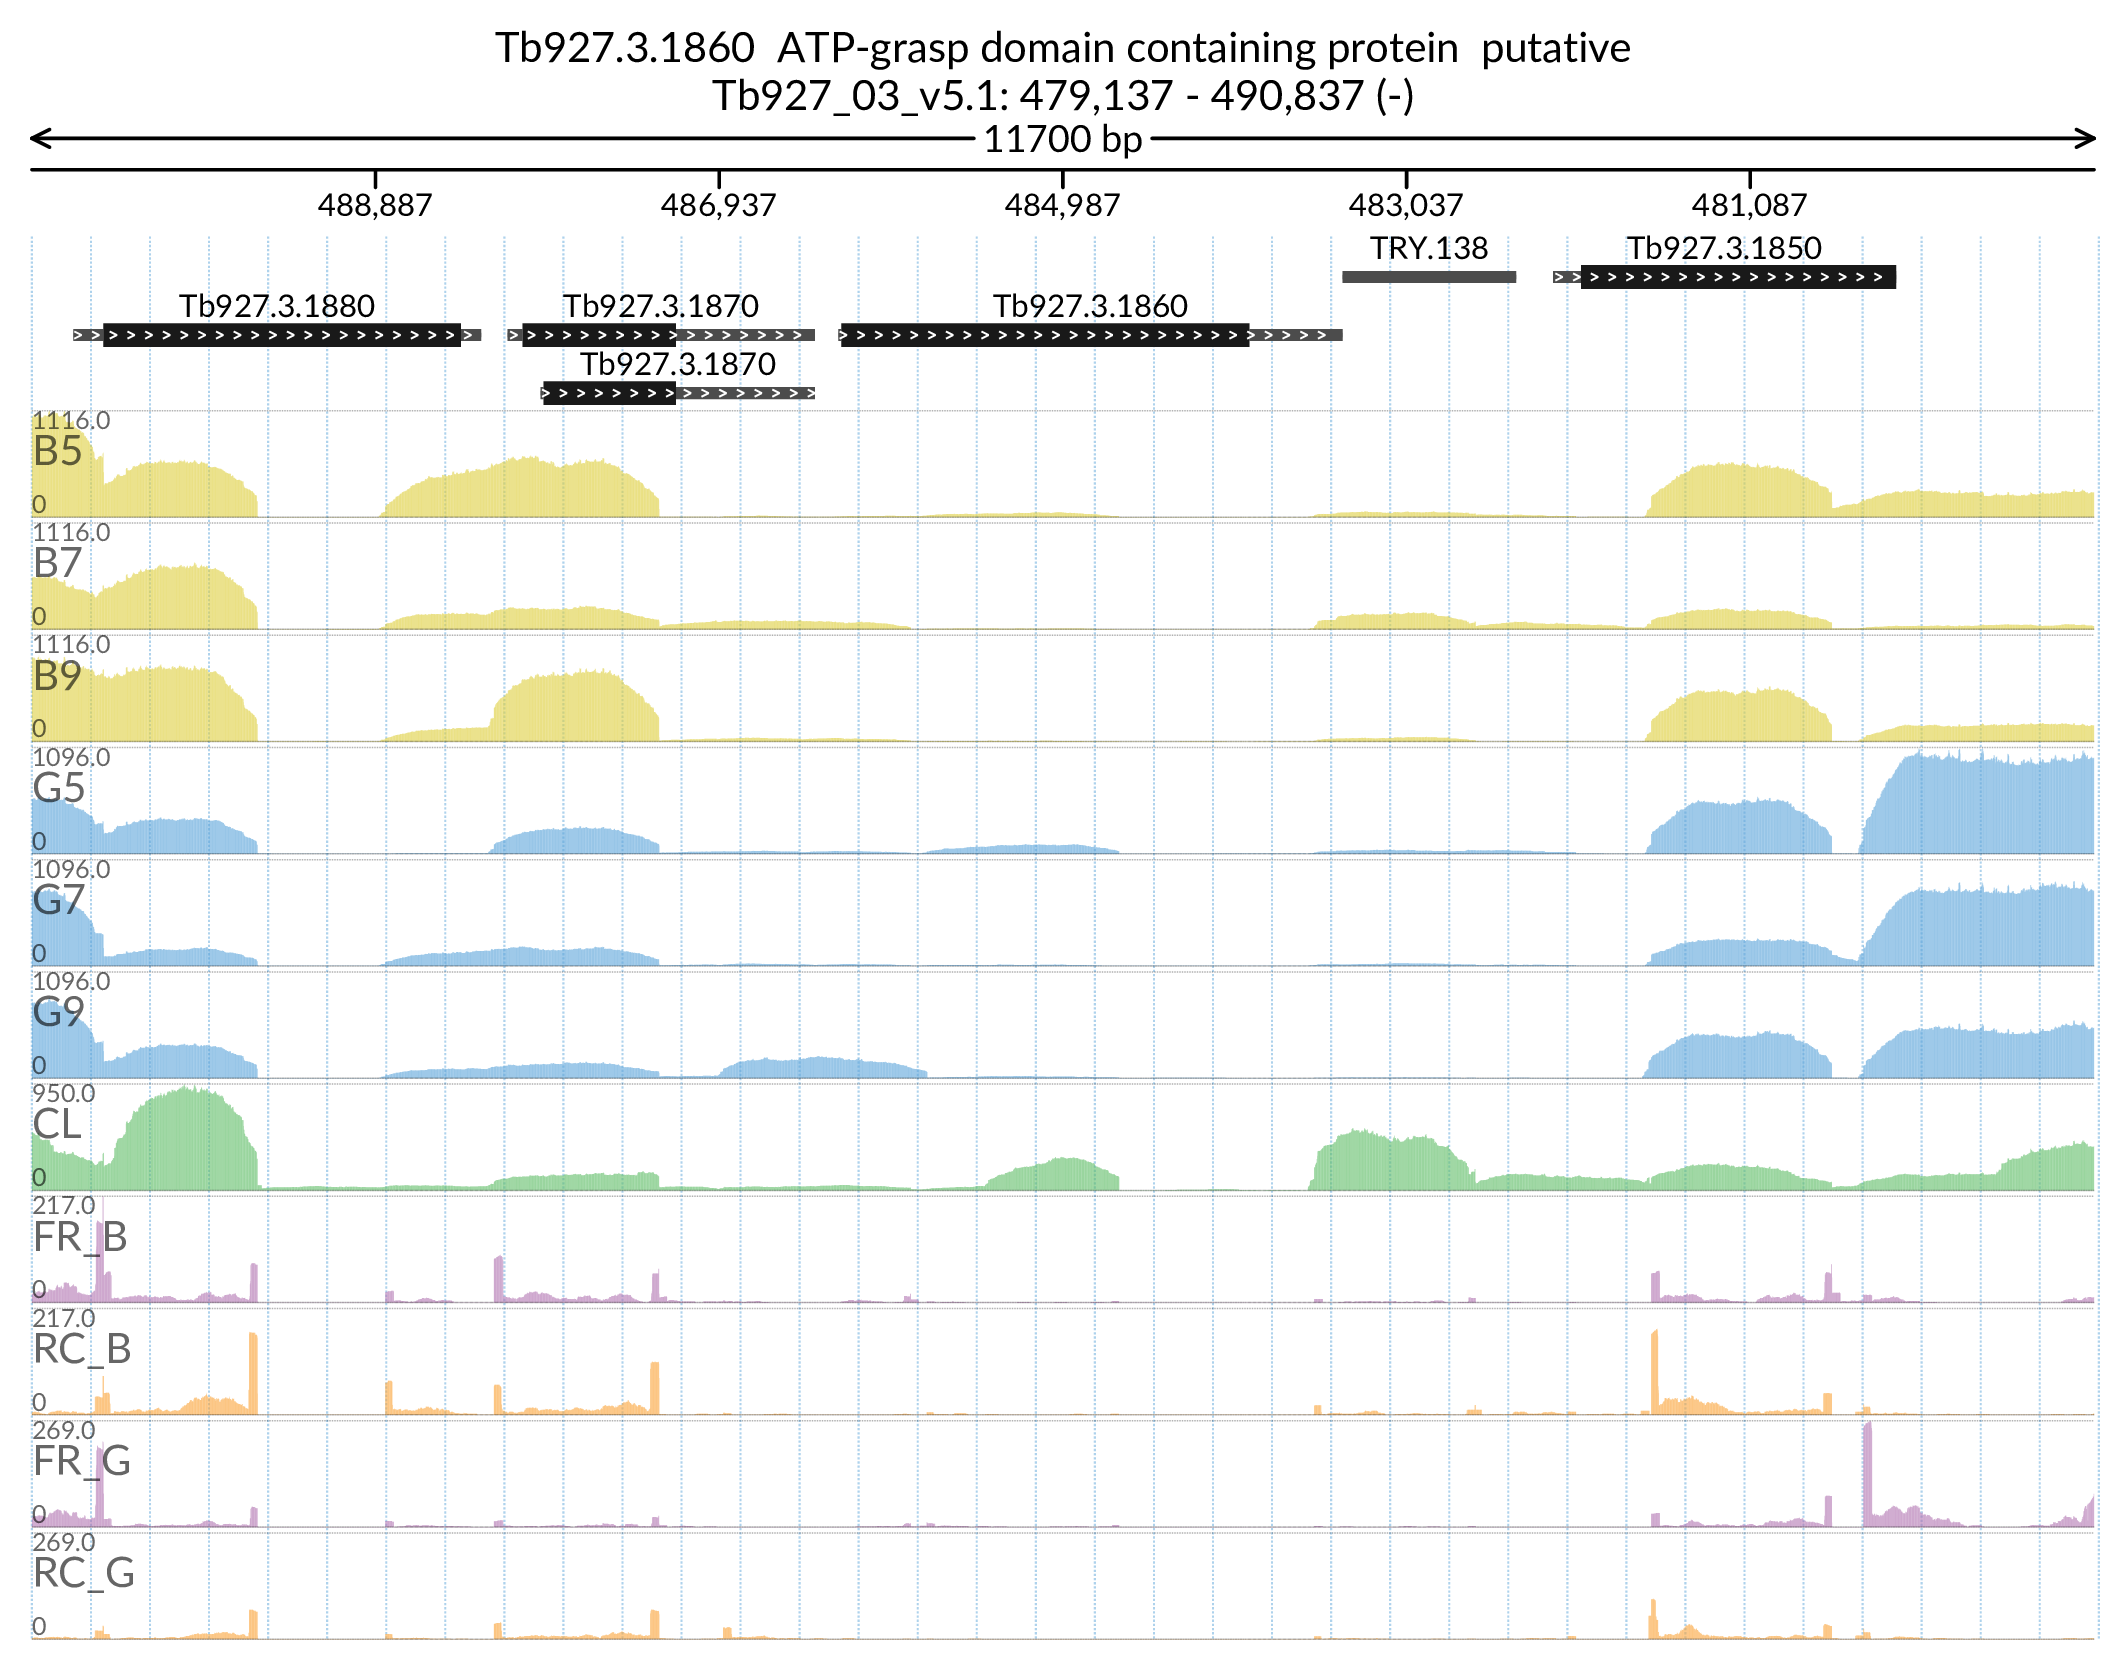 Tb927.3.1860  ATP-grasp domain containing protein  putative
Tb927_03_v5.1: 479,137 - 490,837 (-)
11700 bp
488,887 486,937 484,987 483,037 481,087
TRY.138 Tb927.3.1850
Tb927.3.1880 Tb927.3.1870 Tb927.3.1860
Tb927.3.1870
1116.0
B5
0
1116.0
B7
0
1116.0
B9
0
1096.0
G5
0
1096.0
G7
0
1096.0
G9
0
950.0
CL
0
217.0
FR_B
0
217.0
RC_B
0
269.0
FR_G
0
269.0
RC_G
0